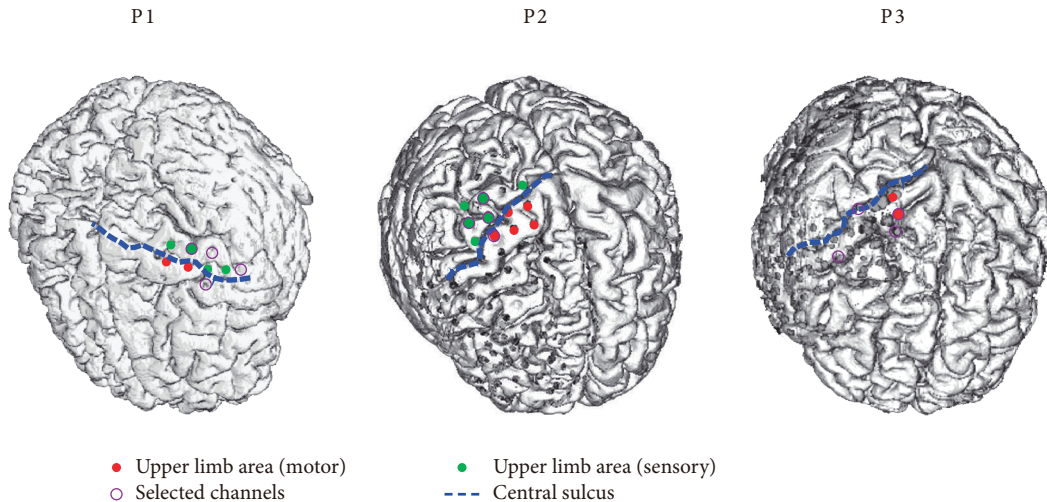 P1 P2 P3
Upper limb area (motor) Upper limb area (sensory)
Selected channels Central sulcus